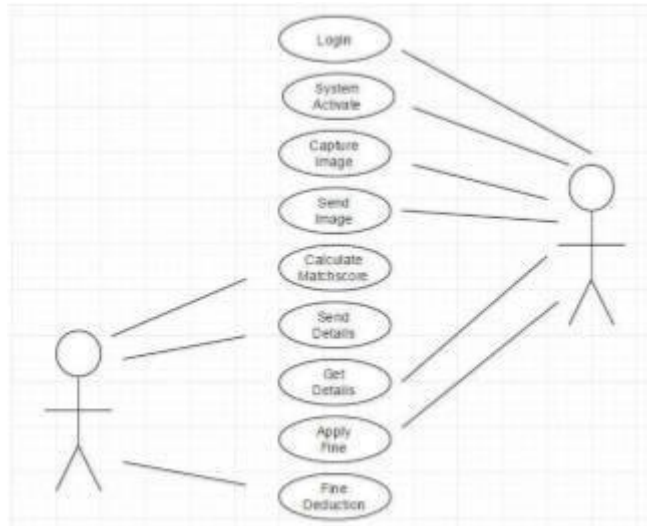 Login
System
Activate
Capture
Image
Send
Image
Calculate
Matchscore
Send
Details
Get
Details
Apply
Fine
Fine
Deduction